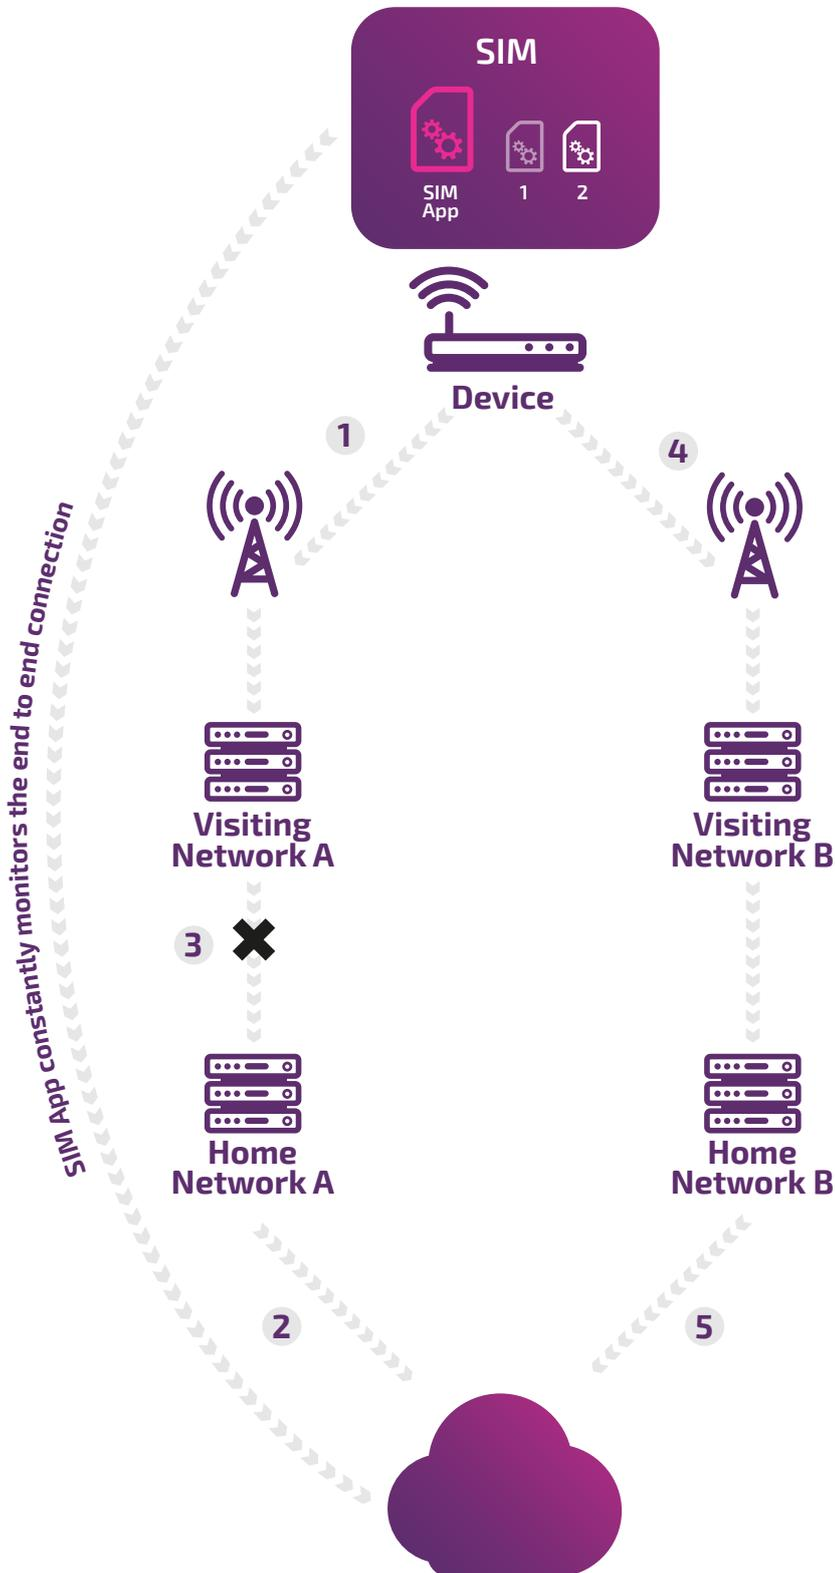 SIM
SIM
App
1
2
Device
1
4
SIM App constantly monitors the end to end connection
Visiting
Network A
Visiting
Network B
3
Home
Network A
Home
Network B
2
5